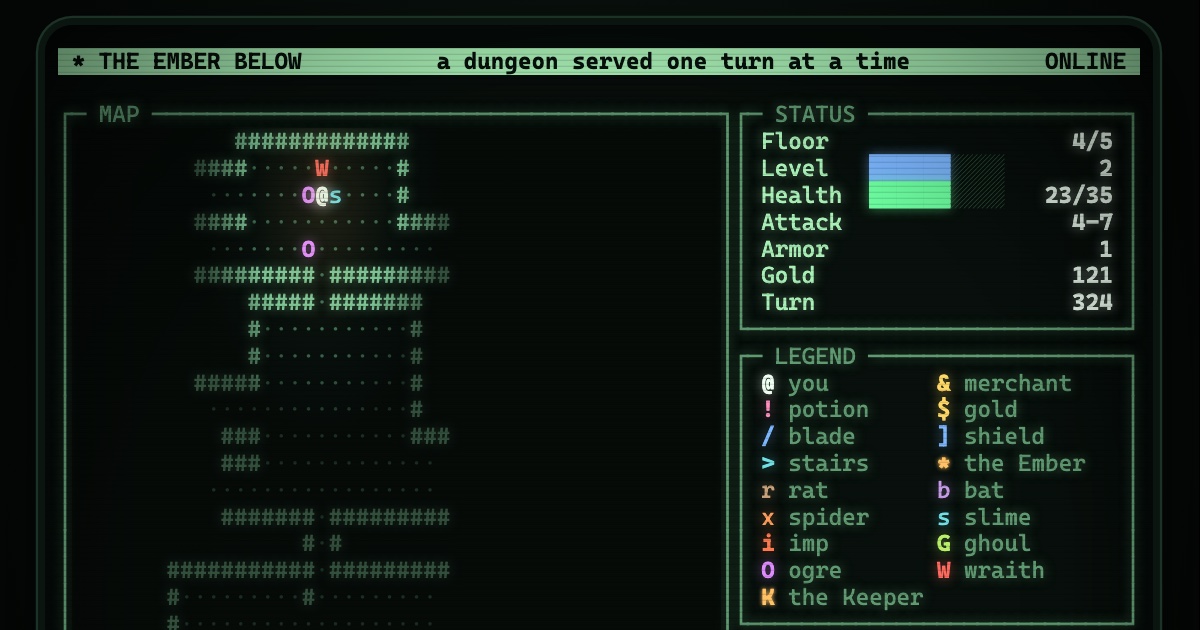 * THE EMBER BELOW a dungeon served one turn at a time ONLINE
MAP
#############
####······W·····#
·······O@s····#
####···········####
·······O·········
#########·#########
#####·#######
#···········#
#···········#
#####···········#
···············#
###···········###
###·············
·················
#######·#########
#·#
###########·#########
#·········#·········
#···················
STATUS
Floor 4/5
Level 2
Health 23/35
Attack 4-7
Armor 1
Gold 121
Turn 324
LEGEND
@ you & merchant
! potion $ gold
/ blade ] shield
> stairs * the Ember
r rat b bat
x spider s slime
i imp G ghoul
O ogre W wraith
K the Keeper